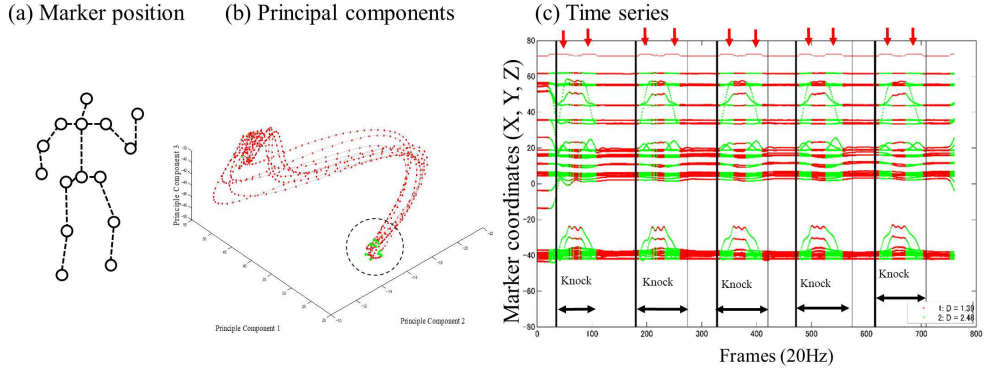 (a) Marker position
(b) Principal components
(c) Time series
Principle Component 3
Principle Component 1
Principle Component 2
Marker coordinates (X, Y, Z)
80
60
40
20
0
-20
-40
-60
-80
Knock
Knock
Knock
Knock
Knock
1: D = 1.39
2: D = 2.48
0
100
200
300
400
500
600
700
800
Frames (20Hz)